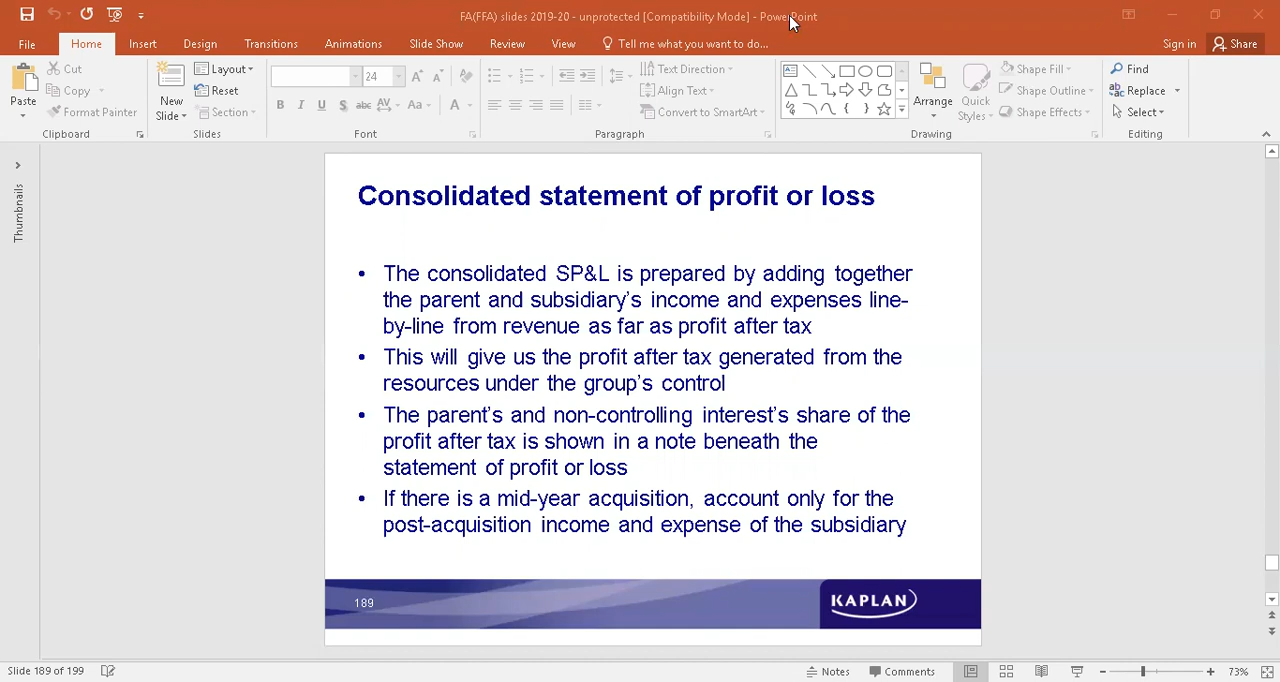 FA(FFA) slides 2019-20 - unprotected [Compatibility Mode] - PowerPoint
File Home Insert Design Transitions Animations Slide Show Review View Tell me what you want to do... Sign in Share
Paste Cut Copy Format Painter
New Slide Layout Reset Section
24
B I U S abc AV Aa A
Text Direction Align Text Convert to SmartArt
Arrange Quick Styles Shape Fill Shape Outline Shape Effects
Find Replace Select
Clipboard Slides Font Paragraph Drawing Editing
Thumbnails
Consolidated statement of profit or loss
• The consolidated SP&L is prepared by adding together
the parent and subsidiary's income and expenses line-
by-line from revenue as far as profit after tax
• This will give us the profit after tax generated from the
resources under the group's control
• The parent's and non-controlling interest's share of the
profit after tax is shown in a note beneath the
statement of profit or loss
• If there is a mid-year acquisition, account only for the
post-acquisition income and expense of the subsidiary
189
KAPLAN
Slide 189 of 199 Notes Comments 73%